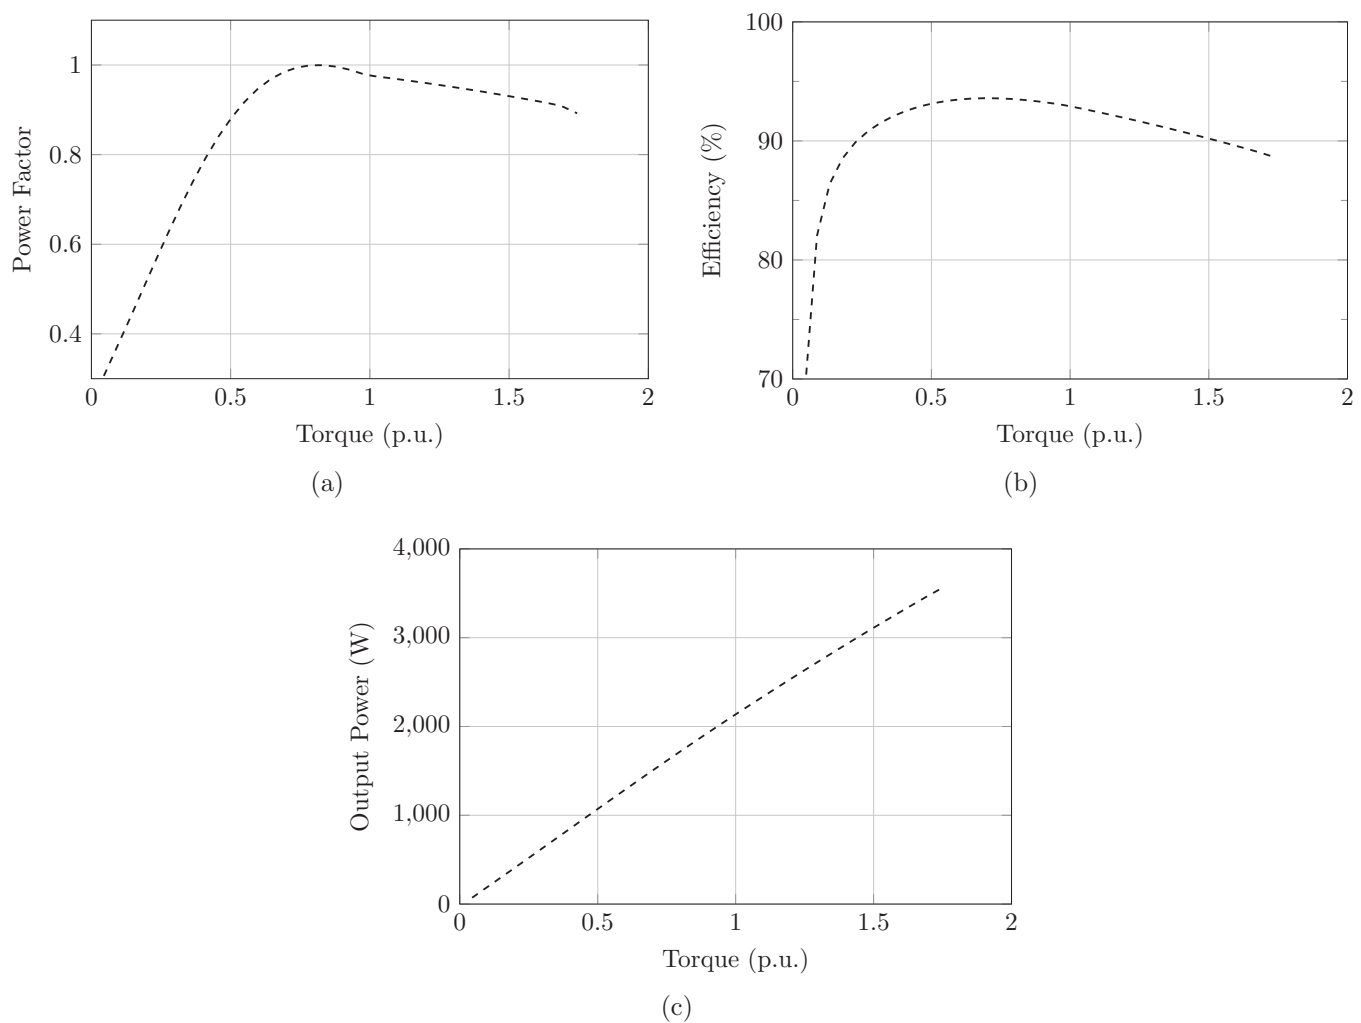 1
0.8
0.6
0.4
Power Factor
0 0.5 1 1.5 2
Torque (p.u.)
(a)
100
90
80
70
Efficiency (%)
0 0.5 1 1.5 2
Torque (p.u.)
(b)
4,000
3,000
2,000
1,000
0
Output Power (W)
0 0.5 1 1.5 2
Torque (p.u.)
(c)